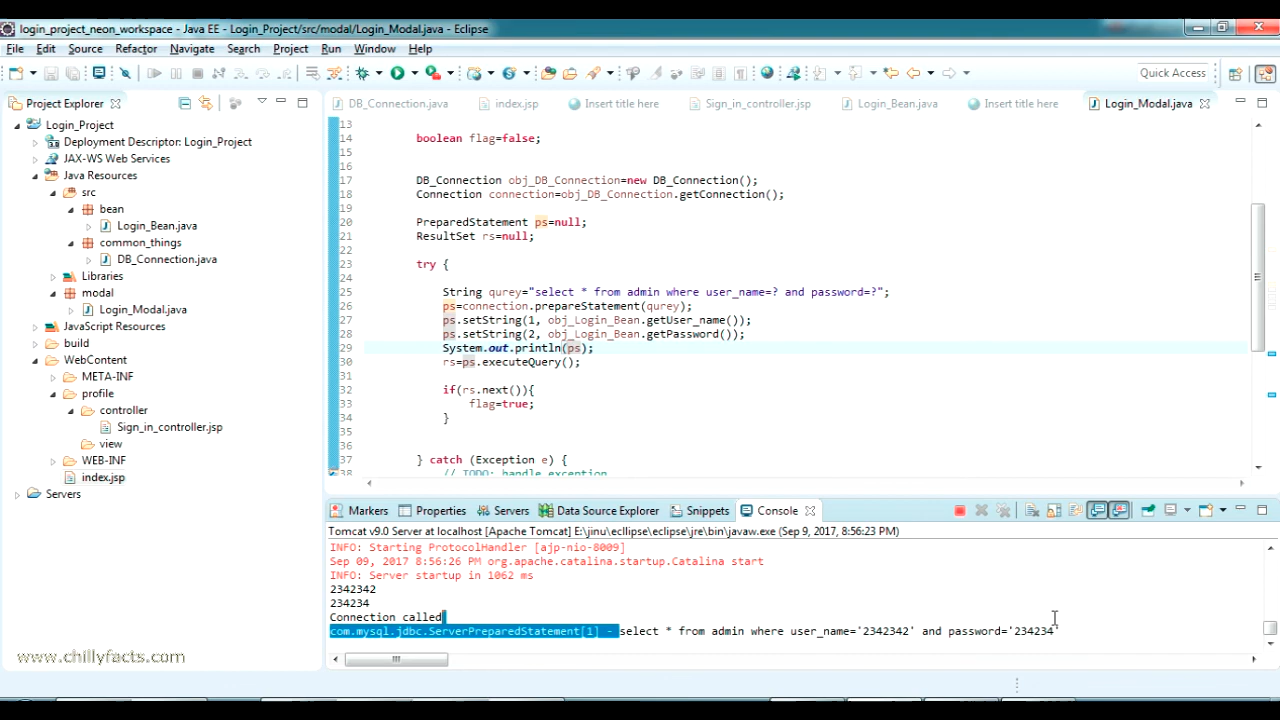 login_project_neon_workspace - Java EE - Login_Project/src/modal/Login_Modal.java - Eclipse
File Edit Source Refactor Navigate Search Project Run Window Help
Quick Access
Project Explorer
Login_Project
Deployment Descriptor: Login_Project
JAX-WS Web Services
Java Resources
src
bean
Login_Bean.java
common_things
DB_Connection.java
Libraries
modal
Login_Modal.java
JavaScript Resources
build
WebContent
META-INF
profile
controller
Sign_in_controller.jsp
view
WEB-INF
index.jsp
Servers
DB_Connection.java index.jsp Insert title here Sign_in_controller.jsp Login_Bean.java Insert title here Login_Modal.java
13
14 boolean flag=false;
15
16
17 DB_Connection obj_DB_Connection=new DB_Connection();
18 Connection connection=obj_DB_Connection.getConnection();
19
20 PreparedStatement ps=null;
21 ResultSet rs=null;
22
23 try {
24
25 String qurey="select * from admin where user_name=? and password=?";
26 ps=connection.prepareStatement(qurey);
27 ps.setString(1, obj_Login_Bean.getUser_name());
28 ps.setString(2, obj_Login_Bean.getPassword());
29 System.out.println(ps);
30 rs=ps.executeQuery();
31
32 if(rs.next()){
33 flag=true;
34 }
35
36
37 } catch (Exception e) {
38 // TODO: handle exception
Markers Properties Servers Data Source Explorer Snippets Console
Tomcat v9.0 Server at localhost [Apache Tomcat] E:\jinu\ecllipse\eclipse\jre\bin\javaw.exe (Sep 9, 2017, 8:56:23 PM)
INFO: Starting ProtocolHandler [ajp-nio-8009]
Sep 09, 2017 8:56:26 PM org.apache.catalina.startup.Catalina start
INFO: Server startup in 1062 ms
2342342
234234
Connection called
com.mysql.jdbc.ServerPreparedStatement[1] - select * from admin where user_name='2342342' and password='234234'
www.chillyfacts.com